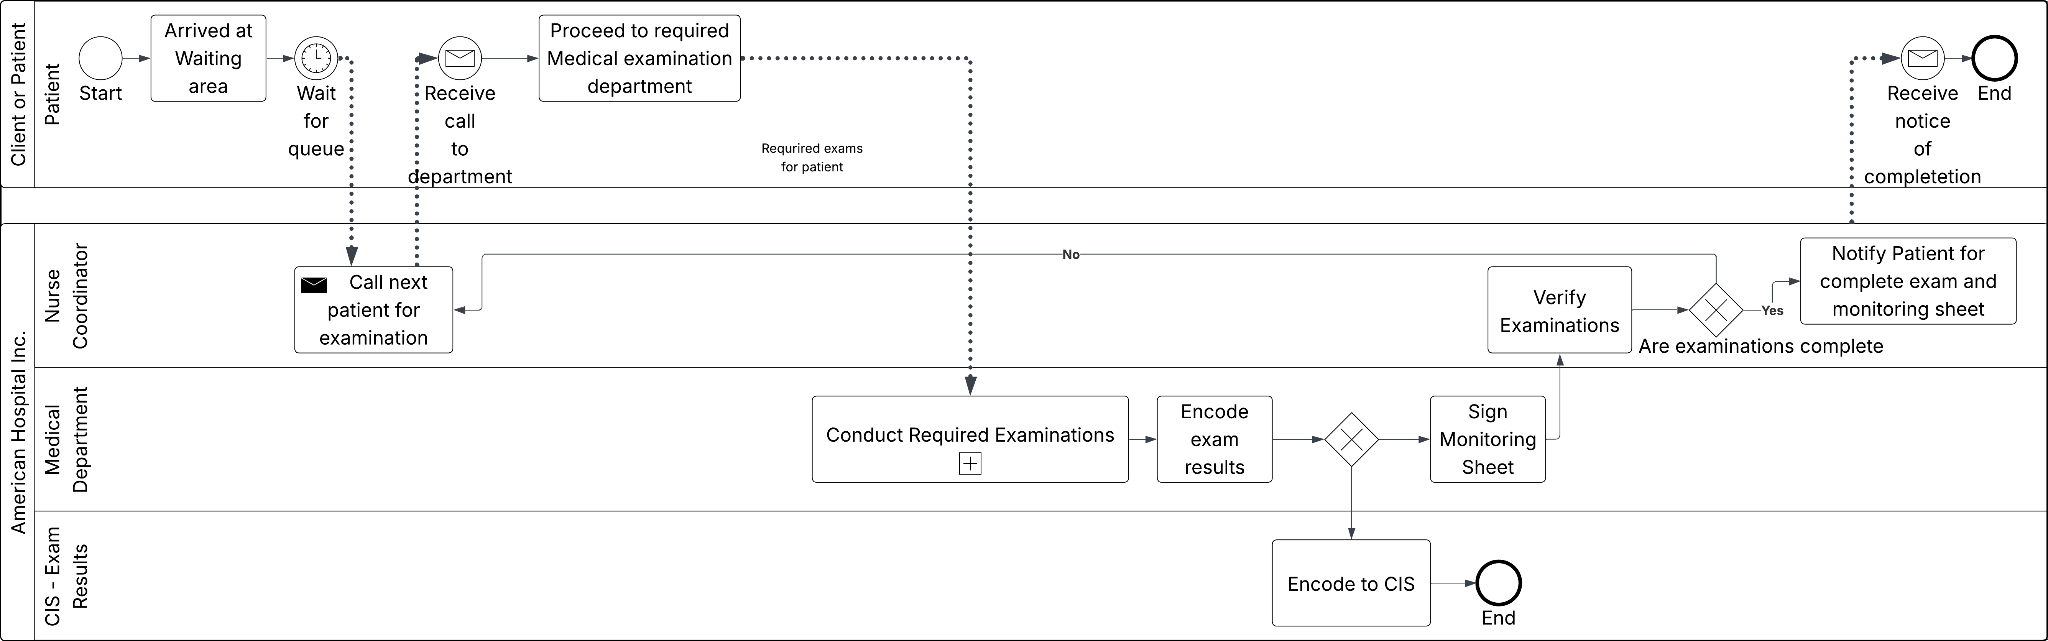 Client or Patient
Patient
Start
Arrived at
Waiting
area
Wait
for
queue
Receive
call
to
department
Proceed to required
Medical examination
department
Requrired exams
for patient
Receive
notice
of
completetion
End
American Hospital Inc.
Nurse
Coordinator
Call next
patient for
examination
No
Verify
Examinations
Are examinations complete
Yes
Notify Patient for
complete exam and
monitoring sheet
Medical
Department
Conduct Required Examinations
Encode
exam
results
Sign
Monitoring
Sheet
CIS - Exam
Results
Encode to CIS
End